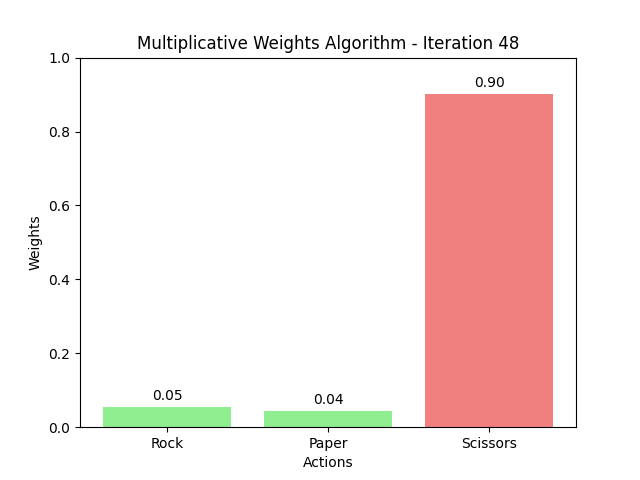 Multiplicative Weights Algorithm - Iteration 48
1.0
0.8
0.6
0.4
0.2
0.0
Weights
0.05
0.04
0.90
Rock
Paper
Scissors
Actions